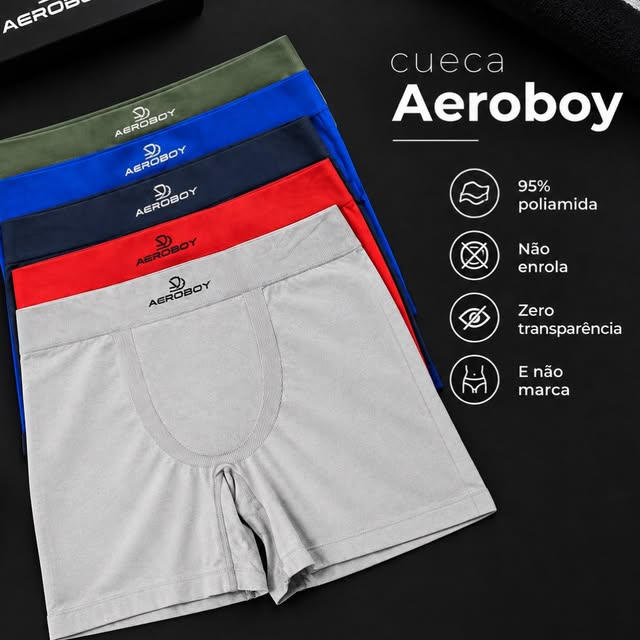 AEROBOY
cueca
Aeroboy
95%
poliamida
Não
enrola
Zero
transparência
E não
marca
AEROBOY
AEROBOY
AEROBOY
AEROBOY
AEROBOY